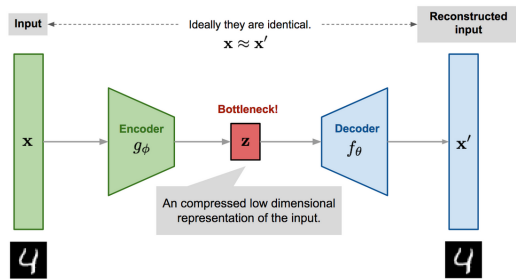 Input
Ideally they are identical.
x ≈ x′
Reconstructed
input
Bottleneck!
Encoder
gϕ
Decoder
fθ
x
z
x′
An compressed low dimensional
representation of the input.
4
4